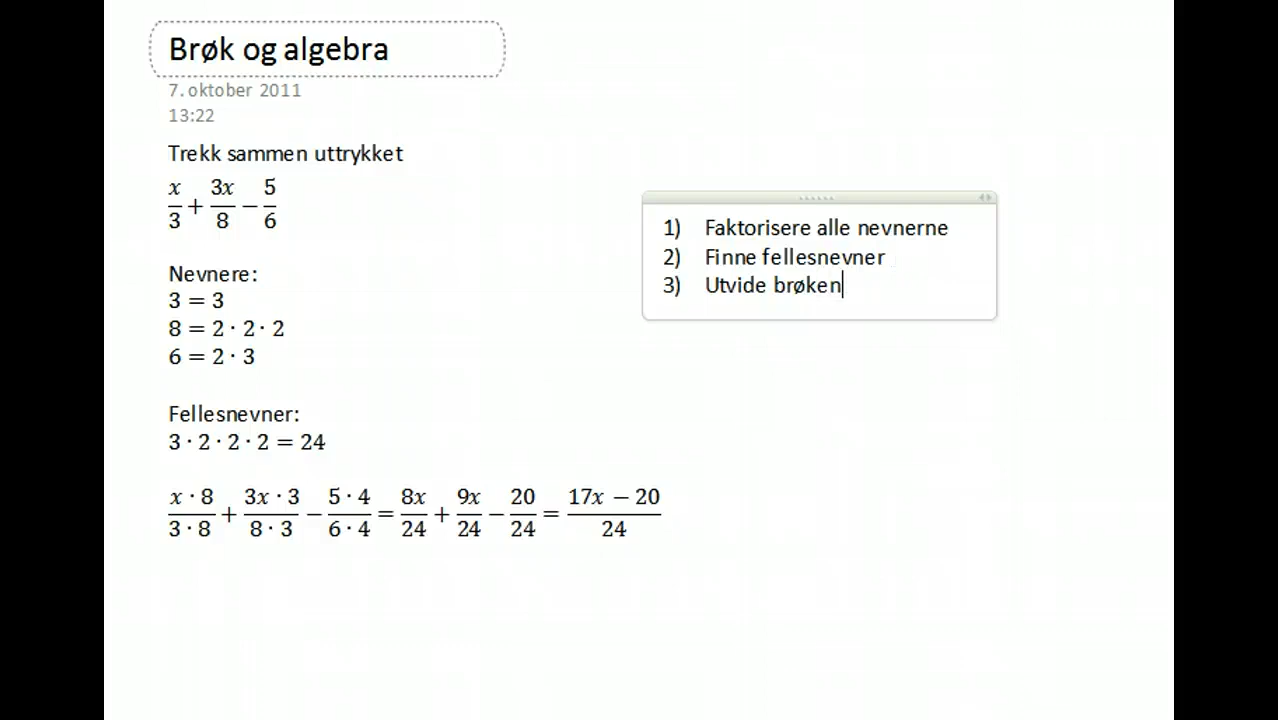 Brøk og algebra
7. oktober 2011
13:22
Trekk sammen uttrykket
x/3 + 3x/8 − 5/6
1) Faktorisere alle nevnerne
2) Finne fellesnevner
3) Utvide brøken
Nevnere:
3 = 3
8 = 2 · 2 · 2
6 = 2 · 3
Fellesnevner:
3 · 2 · 2 · 2 = 24
(x · 8)/(3 · 8) + (3x · 3)/(8 · 3) − (5 · 4)/(6 · 4) = 8x/24 + 9x/24 − 20/24 = (17x − 20)/24